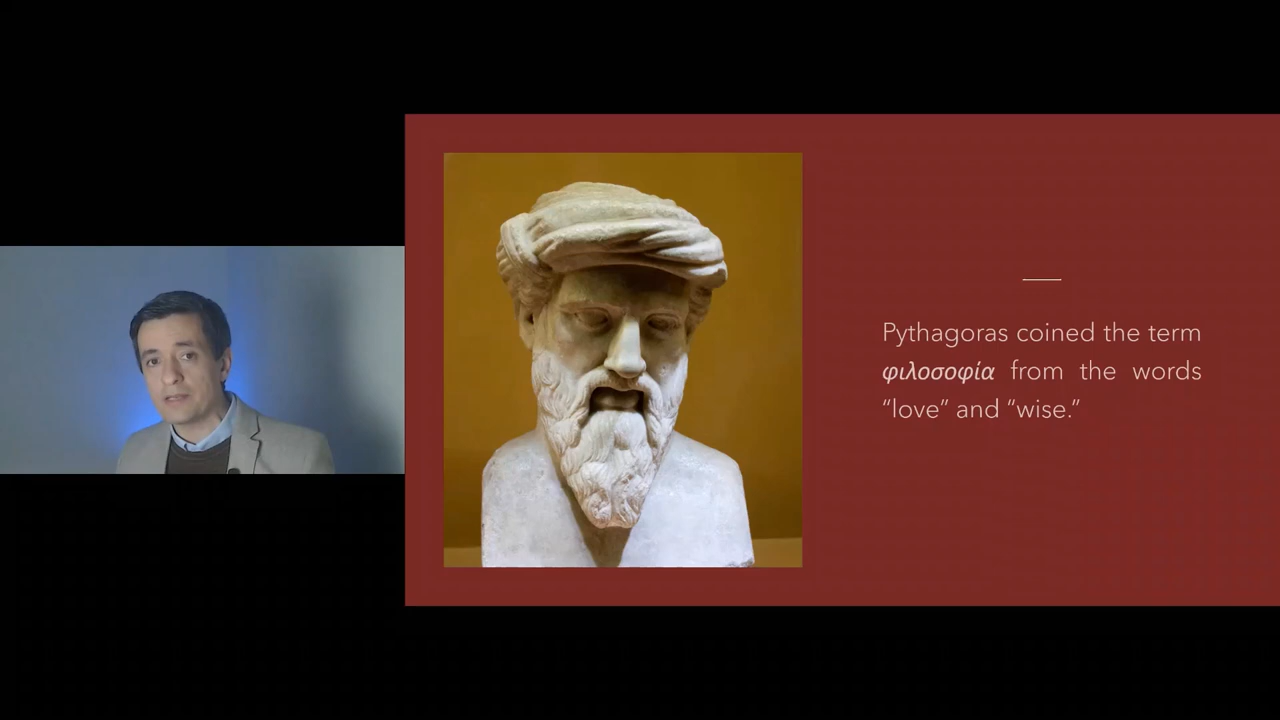 Pythagoras coined the term
φιλοσοφία from the words
“love” and “wise.”